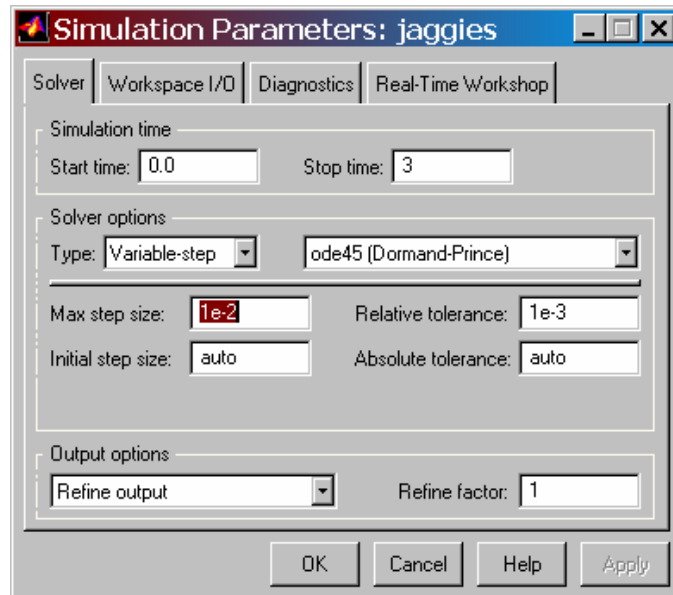 Simulation Parameters: jaggies
Solver Workspace I/O Diagnostics Real-Time Workshop
Simulation time
Start time: 0.0 Stop time: 3
Solver options
Type: Variable-step ode45 (Dormand-Prince)
Max step size: 1e-2 Relative tolerance: 1e-3
Initial step size: auto Absolute tolerance: auto
Output options
Refine output Refine factor: 1
OK Cancel Help Apply